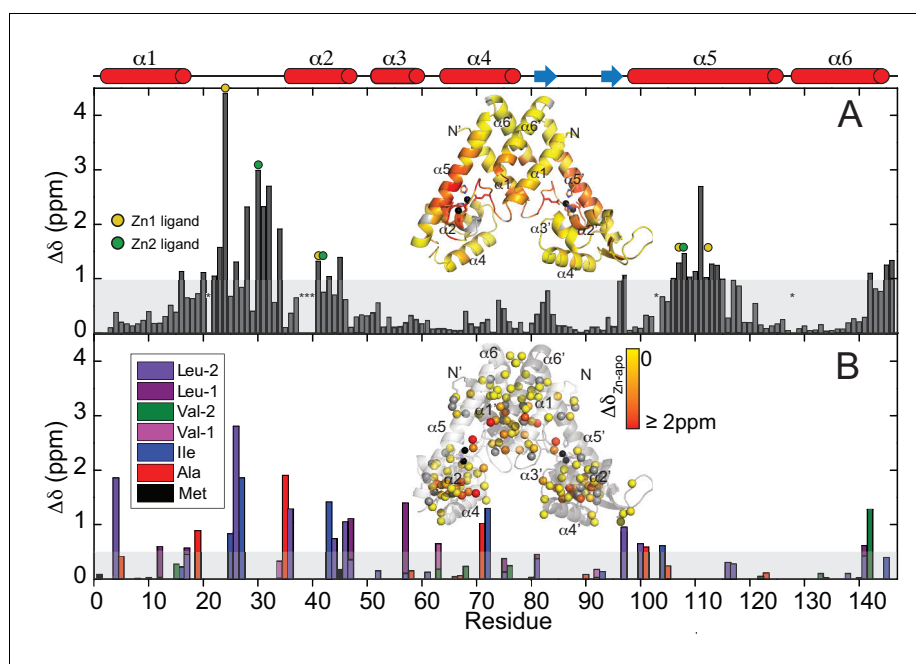 α1 α2 α3 α4 α5 α6
A
4
3
2
1
0
Δδ (ppm)
Zn1 ligand
Zn2 ligand
* *** * *
α6' α6'
N' N
α5 α1' α1 α5'
α2 α3' α2'
α4 α4'
B
4
3
2
1
0
Δδ (ppm)
Leu-2
Leu-1
Val-2
Val-1
Ile
Ala
Met
α6 α6'
N' N
α1 α1
α5 α5'
α2 α3' α2'
α4 α4'
0
Δδ Zn-apo
≥ 2ppm
0 10 20 30 40 50 60 70 80 90 100 110 120 130 140
Residue